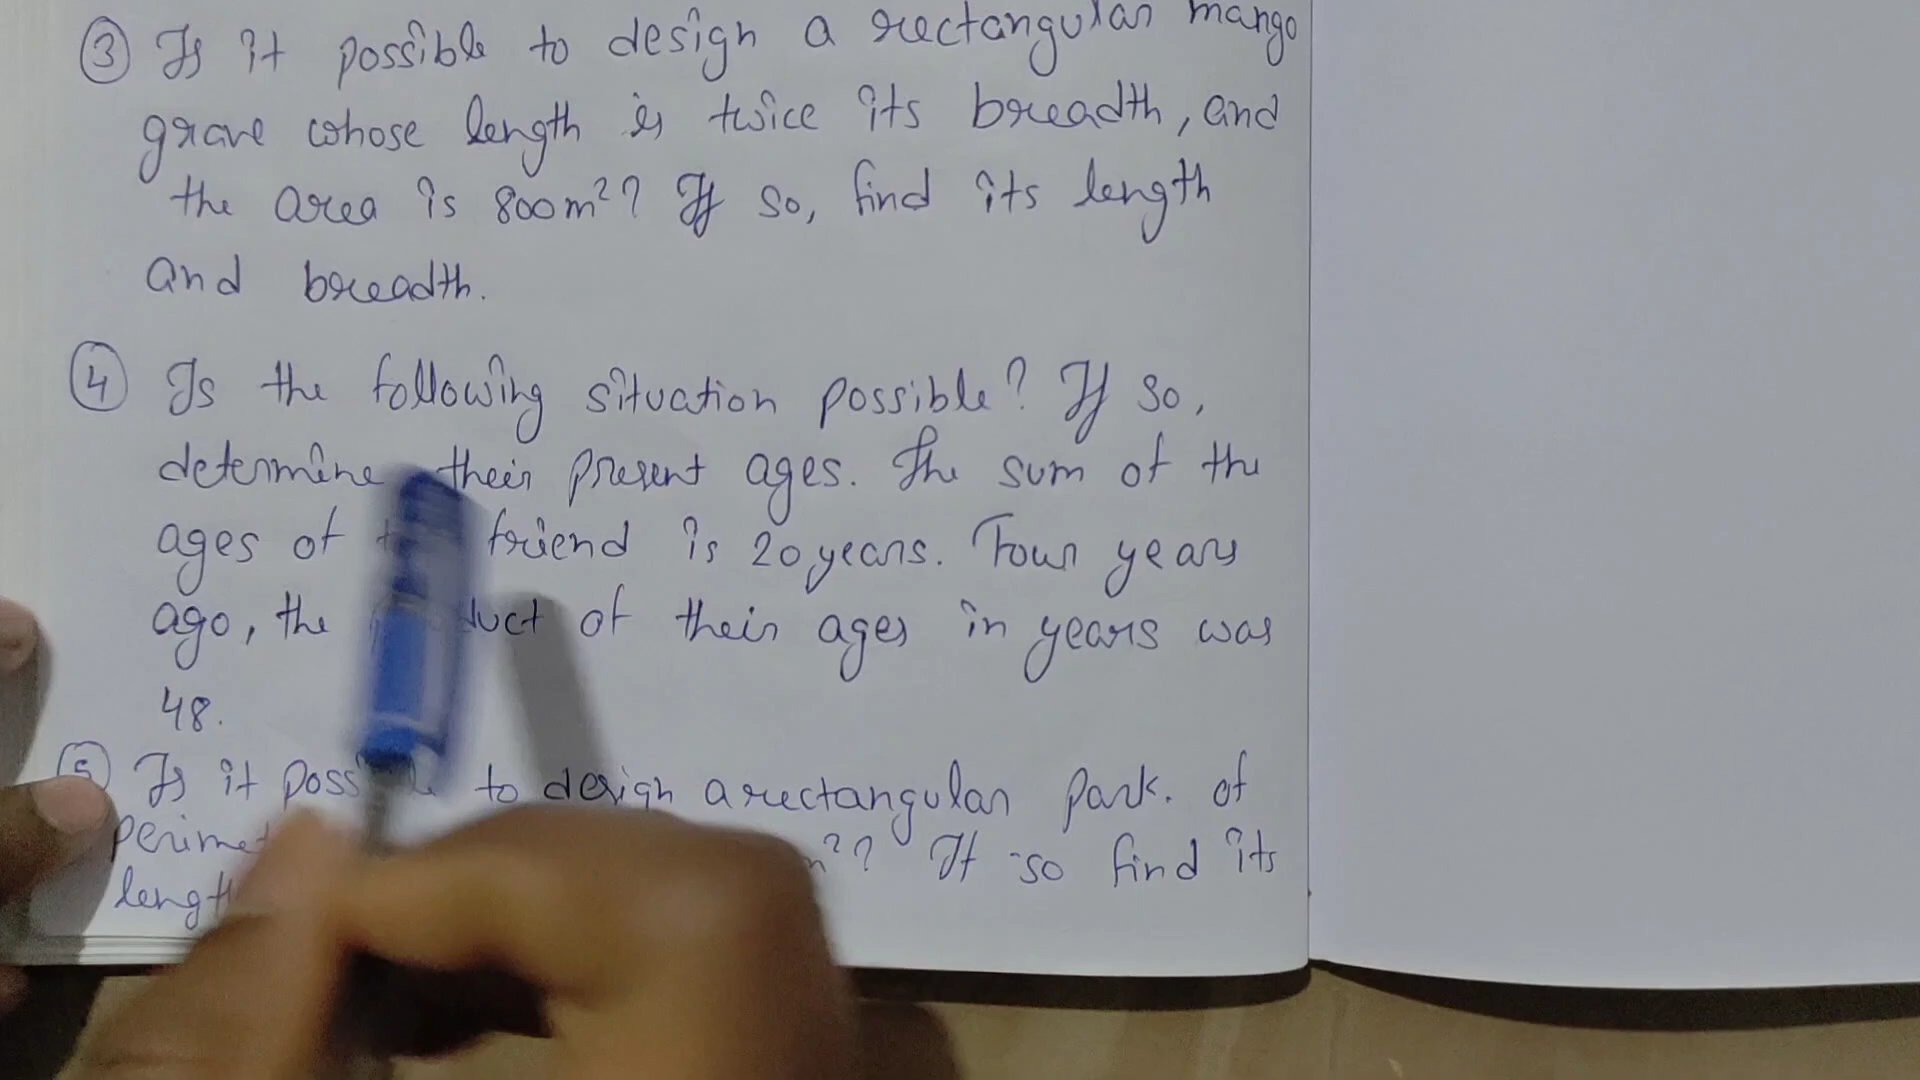 ③ Is it possible to design a rectangular mango
grave whose length is twice its breadth, and
the area is 800m²? If so, find its length
and breadth.
④ Is the following situation possible? If so,
determine their present ages. The sum of the
ages of friend is 20 years. Four years
ago, the of their ages in years was
48.
⑤ Is it to design a rectangular park. of
If so find its